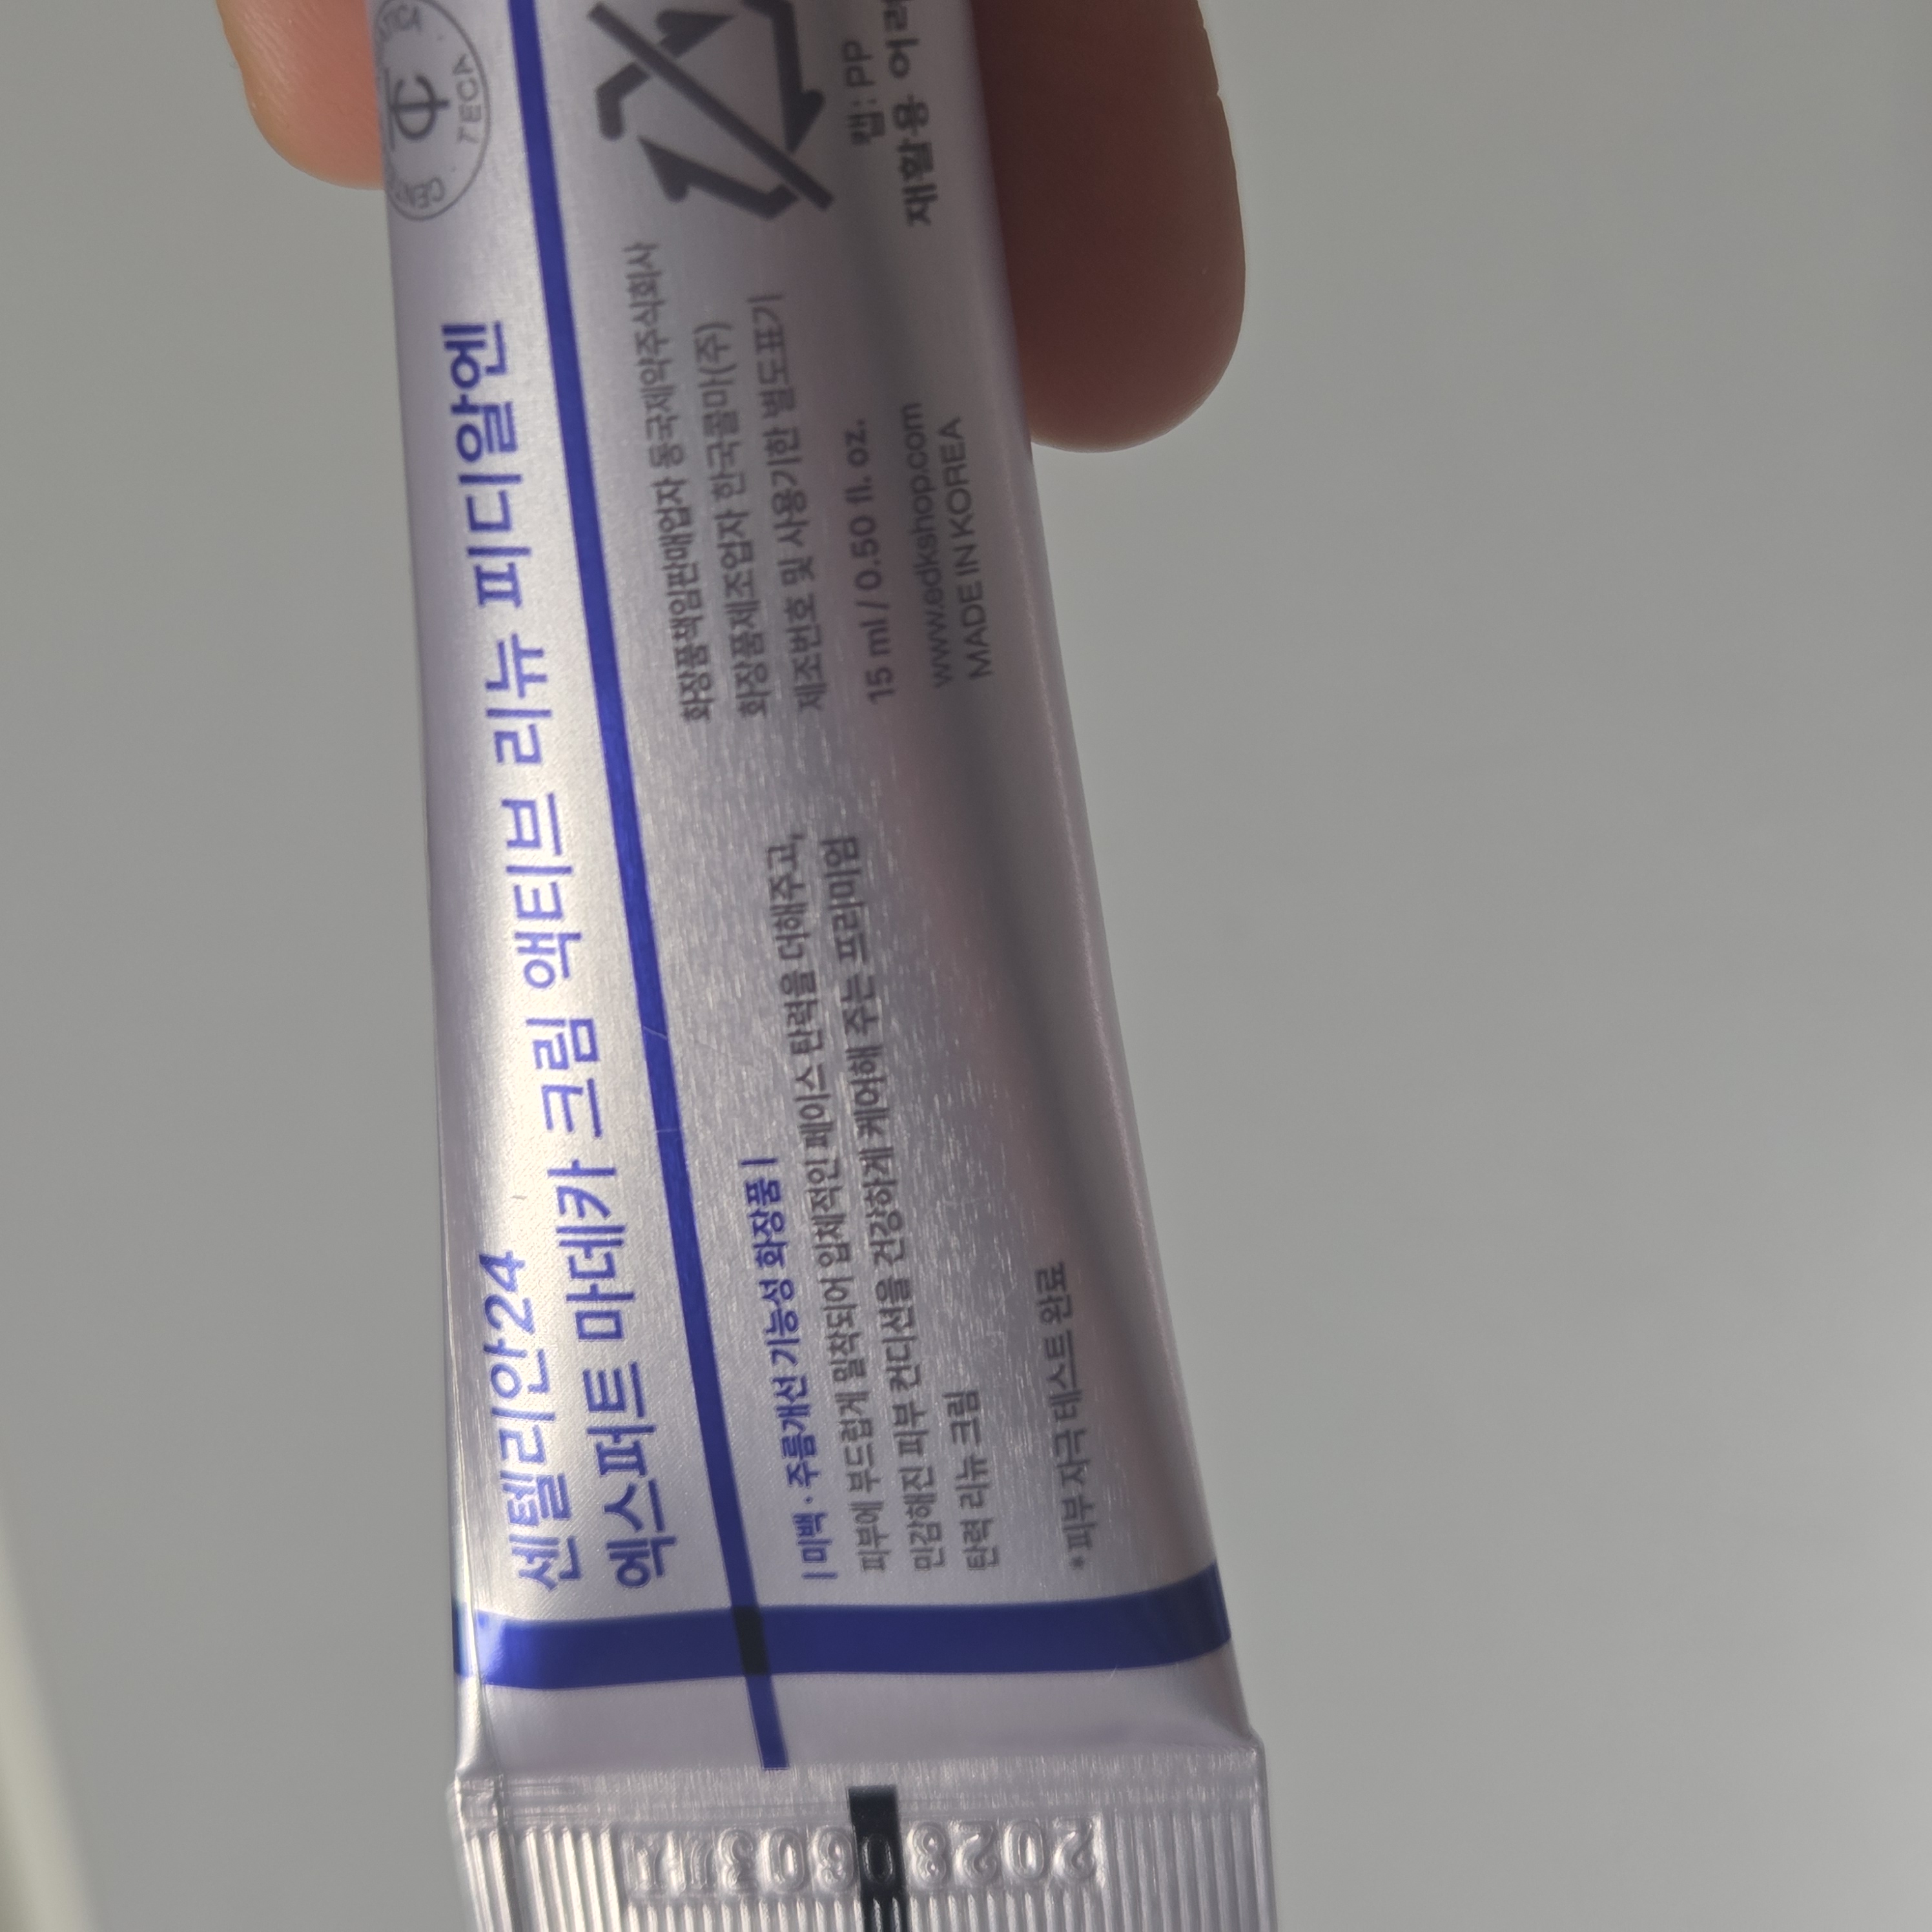 센텔리안24
엑스퍼트 마데카 크림 액티브 리뉴 피디알엔
TECA
| 미백 · 주름개선 기능성 화장품 |
피부에 부드럽게 밀착되어 입체적인 페이스 탄력을 더해주고,
민감해진 피부 컨디션을 건강하게 케어해 주는 프리미엄
탄력 리뉴 크림
*피부 자극 테스트 완료
화장품책임판매업자 동국제약주식회사
화장품제조업자 한국콜마(주)
제조번호 및 사용기한 별도표기
15 ml / 0.50 fl. oz.
www.edkshop.com
MADE IN KOREA
캡: PP
재활용 어려